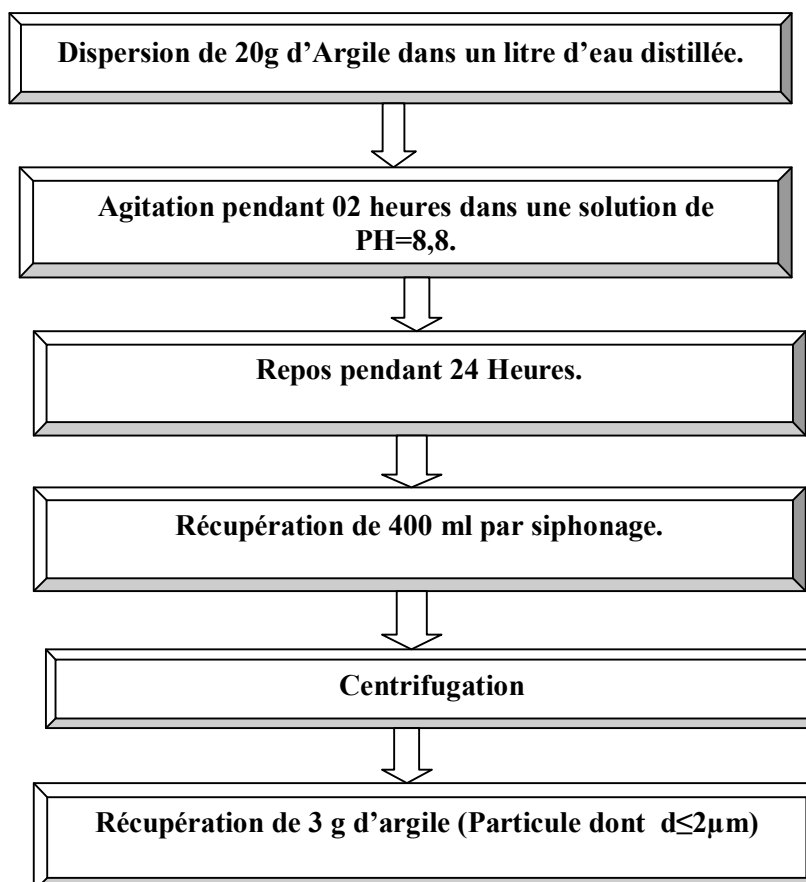 Dispersion de 20g d’Argile dans un litre d’eau distillée.
Agitation pendant 02 heures dans une solution de
PH=8,8.
Repos pendant 24 Heures.
Récupération de 400 ml par siphonage.
Centrifugation
Récupération de 3 g d’argile (Particule dont d≤2µm)